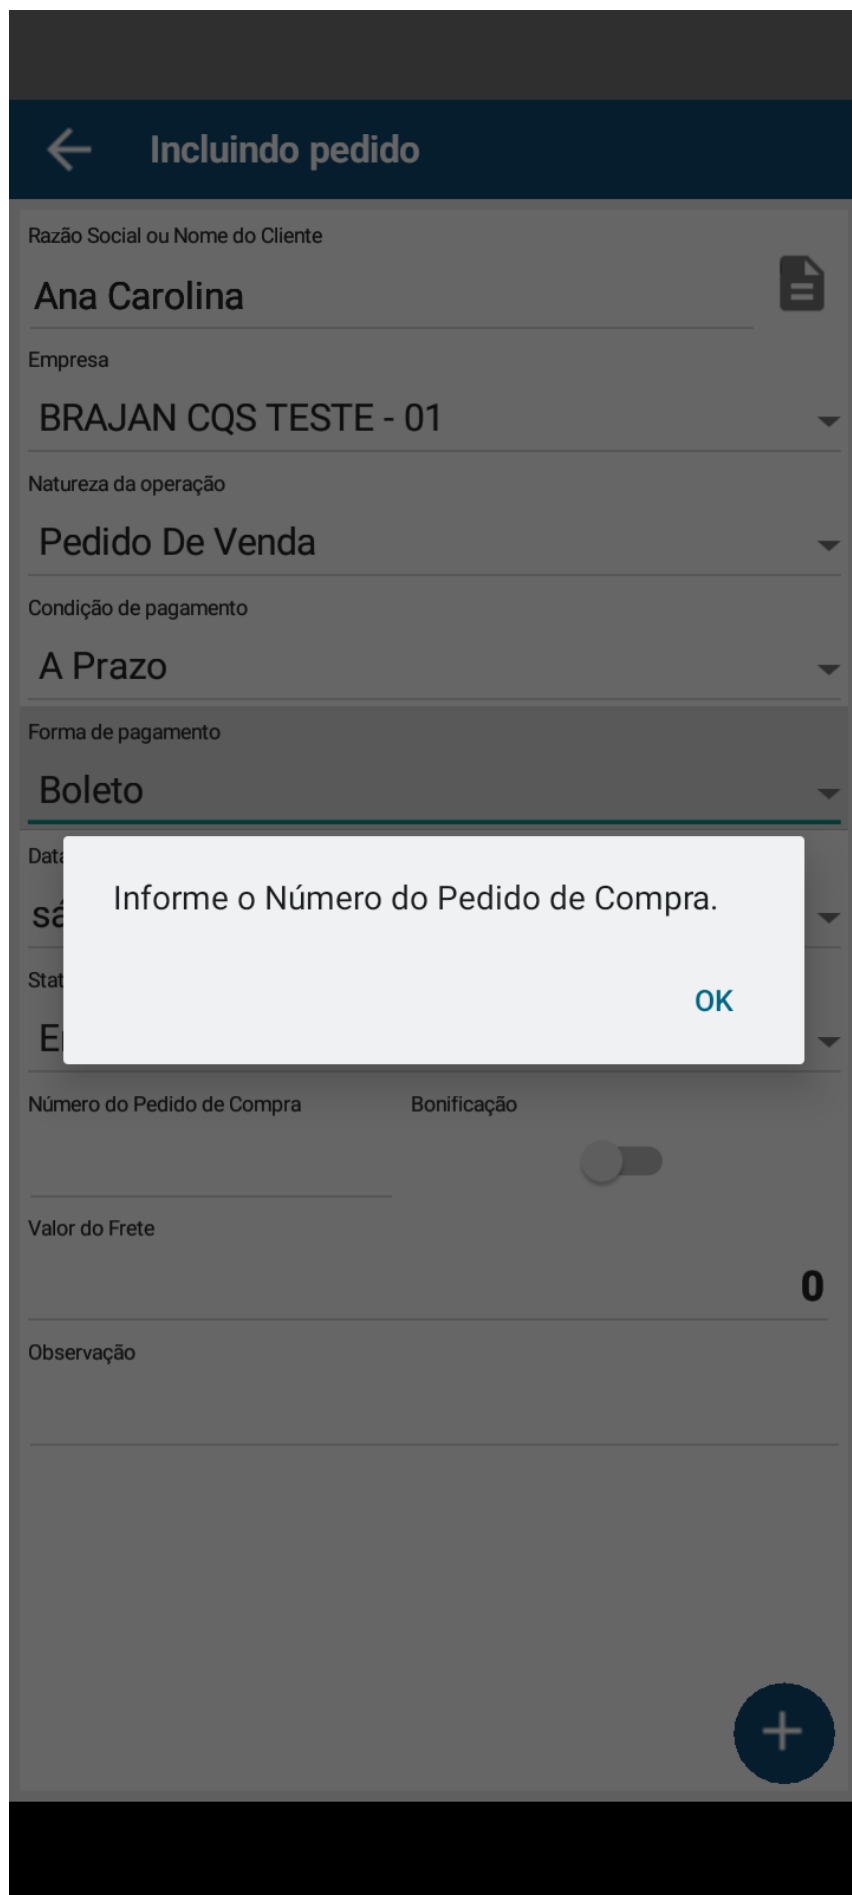 Incluindo pedido
Razão Social ou Nome do Cliente
Ana Carolina
Empresa
BRAJAN CQS TESTE - 01
Natureza da operação
Pedido De Venda
Condição de pagamento
A Prazo
Forma de pagamento
Boleto
Informe o Número do Pedido de Compra.
OK
Número do Pedido de Compra
Bonificação
Valor do Frete
0
Observação